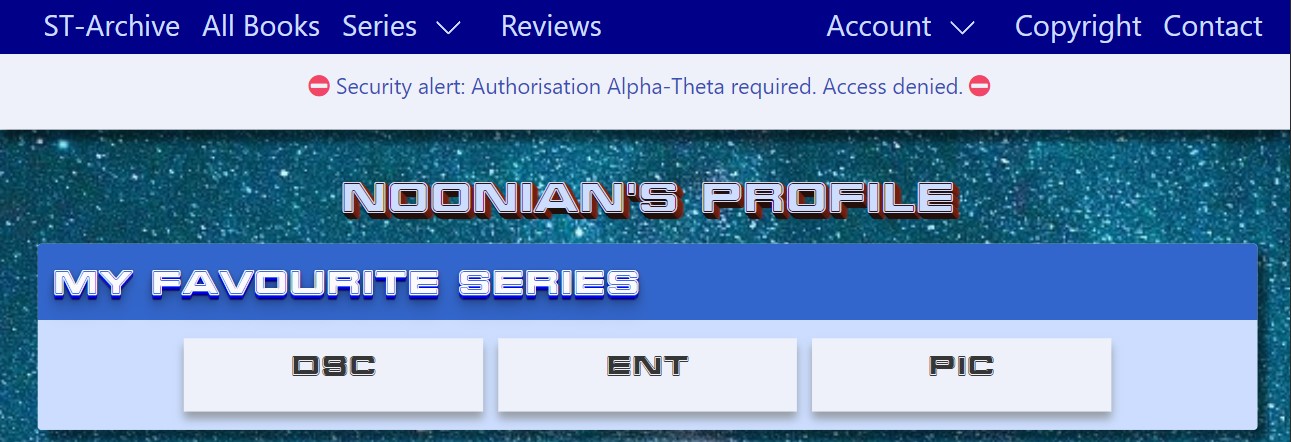 ST-Archive All Books Series Reviews Account Copyright Contact
⛔ Security alert: Authorisation Alpha-Theta required. Access denied. ⛔
NOONIAN'S PROFILE
MY FAVOURITE SERIES
DSC ENT PIC